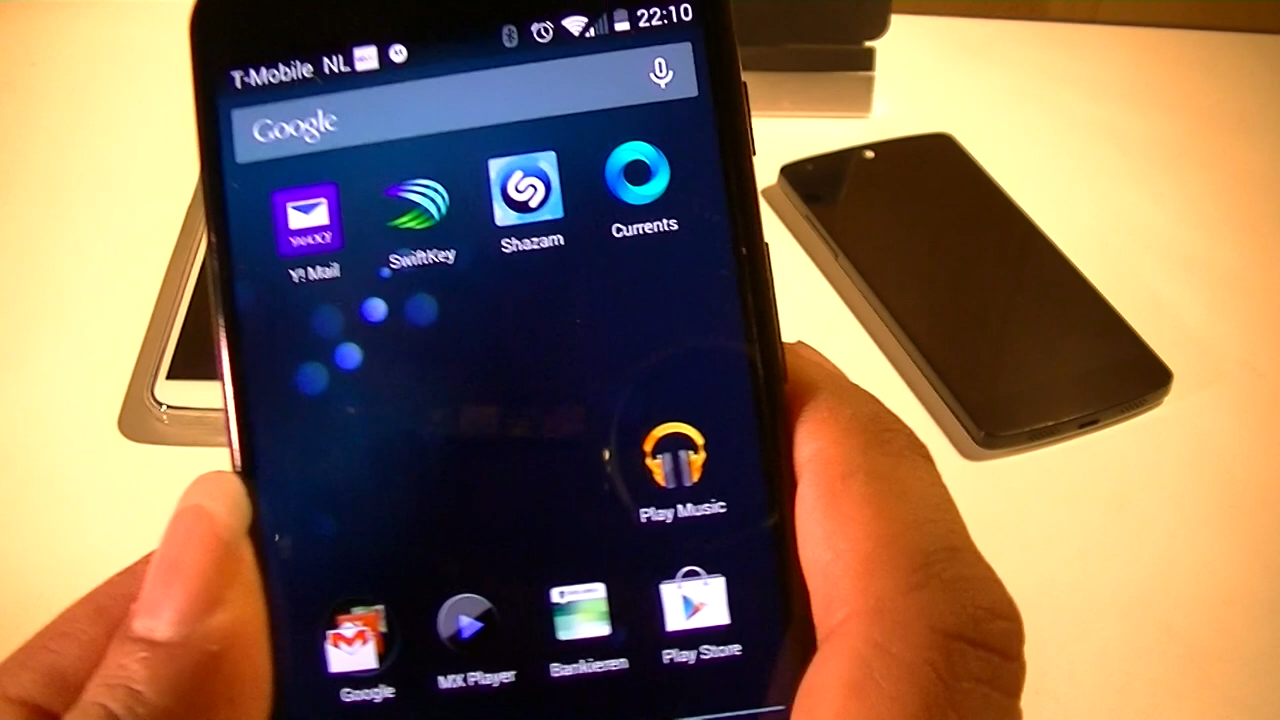 T-Mobile NL
22:10
Google
YAHOO!
Y! Mail
SwiftKey
Shazam
Currents
Play Music
Google
MX Player
Bankieren
Play Store